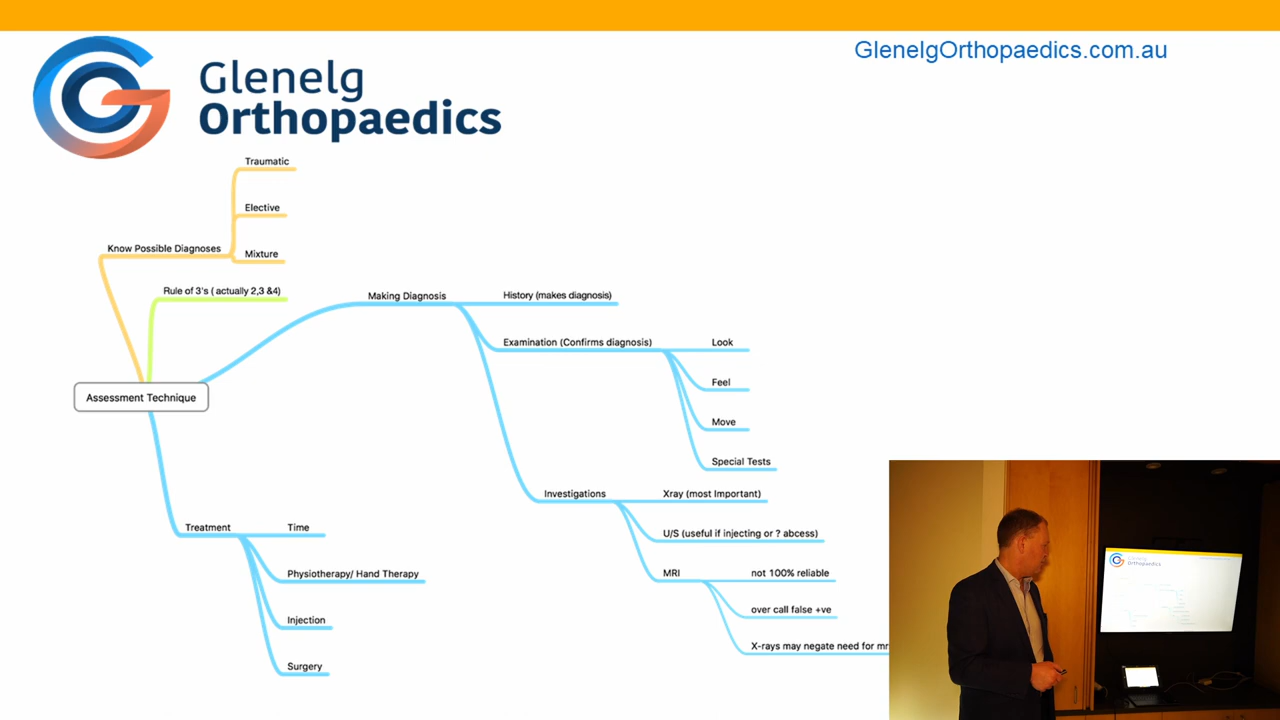 GlenelgOrthopaedics.com.au
Glenelg
Orthopaedics
Traumatic
Elective
Know Possible Diagnoses
Mixture
Rule of 3's ( actually 2,3 &4)
Making Diagnosis
History (makes diagnosis)
Examination (Confirms diagnosis)
Look
Feel
Move
Special Tests
Assessment Technique
Investigations
Xray (most Important)
U/S (useful if injecting or ? abcess)
MRI
not 100% reliable
over call false +ve
X-rays may negate need for mr
Treatment
Time
Physiotherapy/ Hand Therapy
Injection
Surgery
Glenelg
Orthopaedics